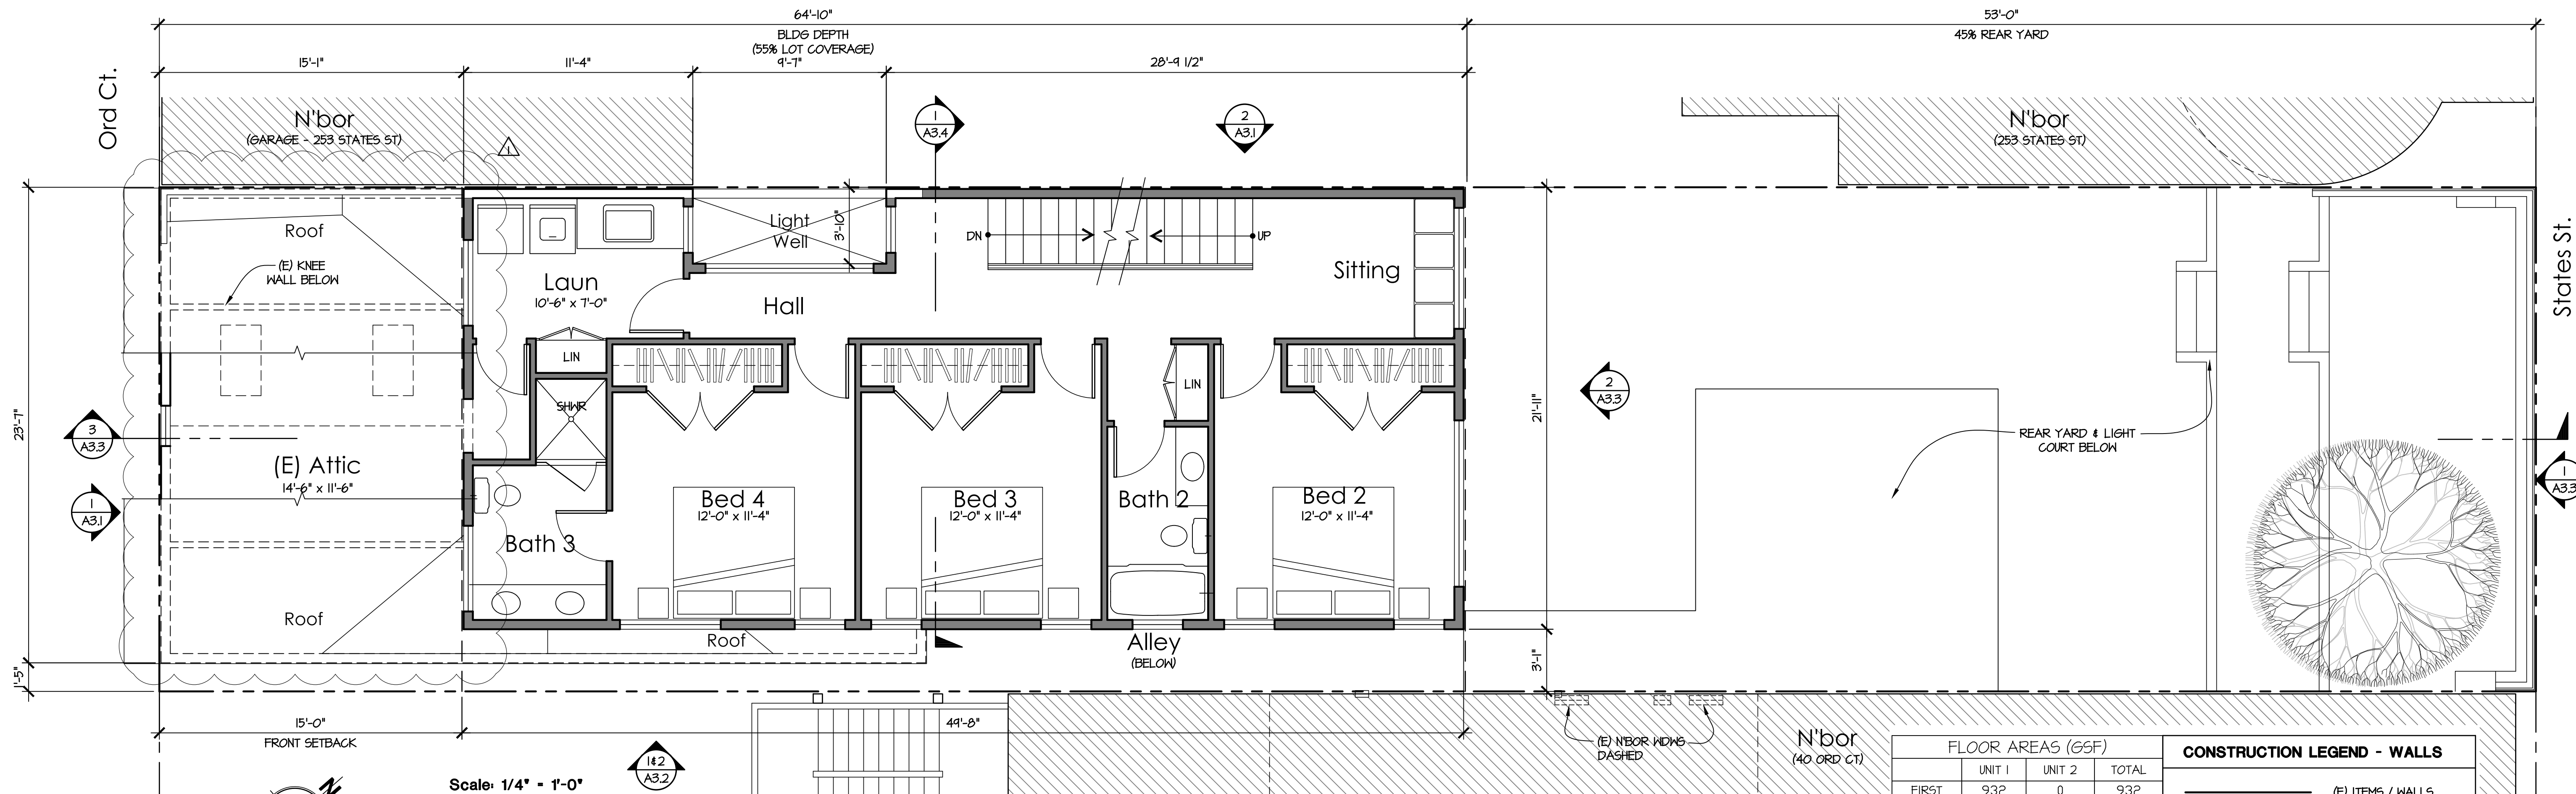 64'-10"
53'-0"
BLDG DEPTH
(55% LOT COVERAGE)
45% REAR YARD
15'-1"
11'-4"
9'-7"
28'-9 1/2"
Ord Ct.
N'bor
(GARAGE - 253 STATES ST)
1
1
A3.4
2
A3.1
N'bor
(253 STATES ST)
Roof
(E) KNEE
WALL BELOW
Light
Well
3'-10"
DN
UP
Laun
10'-6" x 7'-0"
Hall
Sitting
States St.
LIN
LIN
SHWR
2
A3.3
23'-7"
21'-11"
3
A3.3
REAR YARD & LIGHT
COURT BELOW
(E) Attic
14'-6" x 11'-6"
1
A3.1
Bed 4
12'-0" x 11'-4"
Bed 3
12'-0" x 11'-4"
Bath 2
Bed 2
12'-0" x 11'-4"
1
A3.3
Bath 3
Roof
Roof
Alley
(BELOW)
3'-1"
1'-5"
15'-0"
49'-8"
FRONT SETBACK
(E) N'BOR WDWS
DASHED
N'bor
(40 ORD CT)
1&2
A3.2
N
Scale: 1/4" = 1'-0"
FLOOR AREAS (GSF)
CONSTRUCTION LEGEND - WALLS
UNIT 1 UNIT 2 TOTAL
FIRST 932 0 932
(E) ITEMS / WALLS